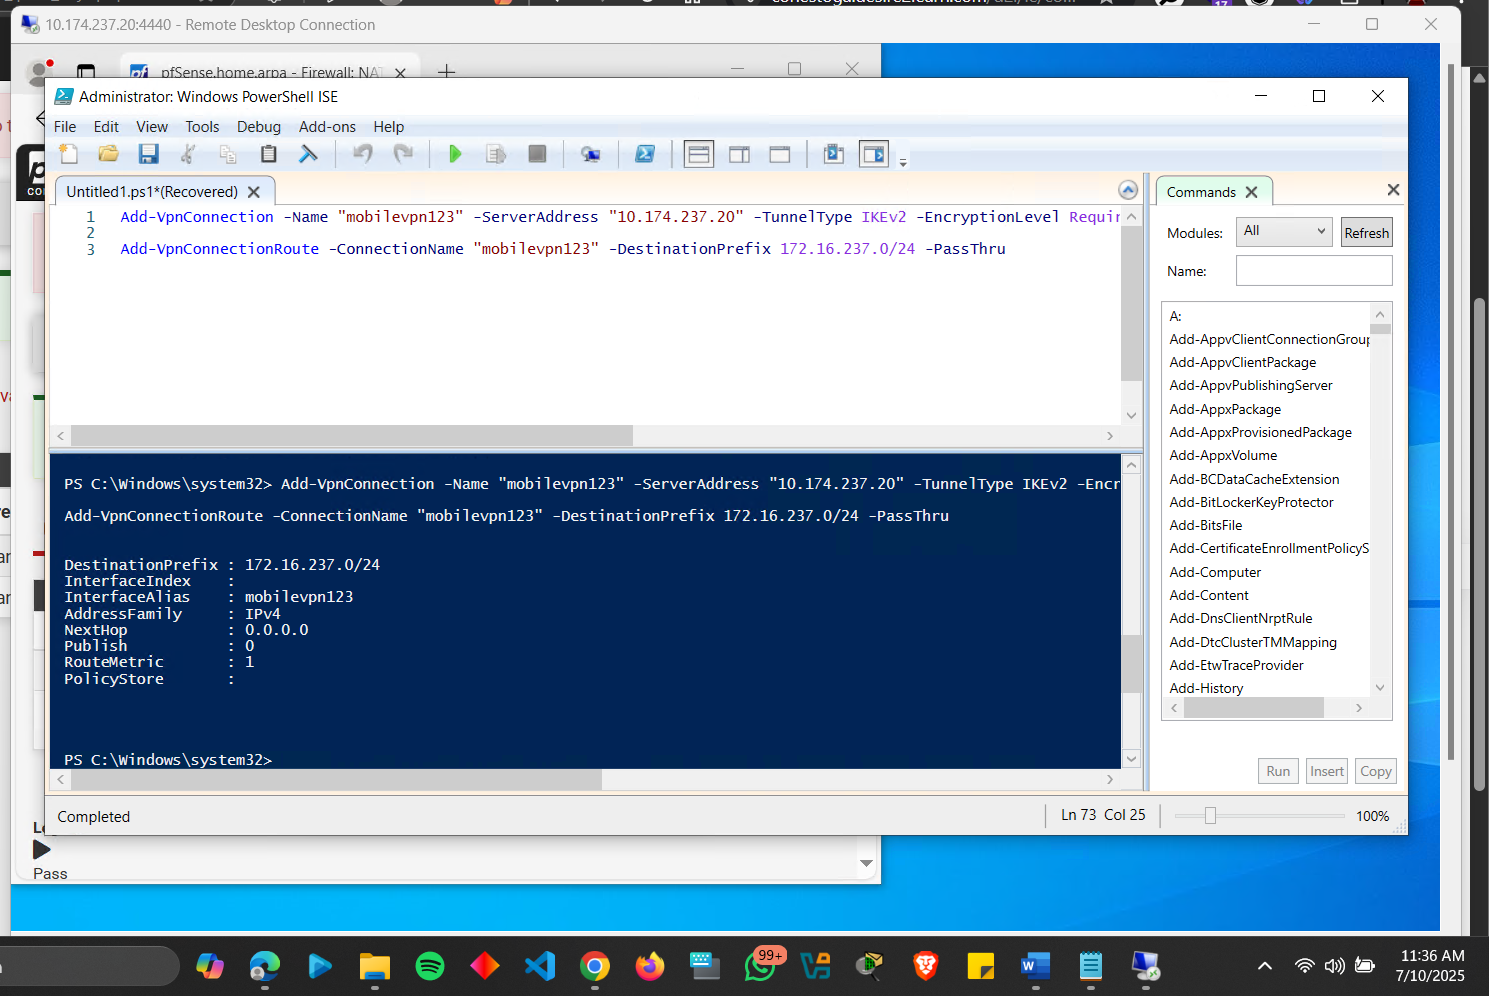 10.174.237.20:4440 - Remote Desktop Connection
pfSense.home.arpa - Firewall: NAT
Administrator: Windows PowerShell ISE
File Edit View Tools Debug Add-ons Help
Untitled1.ps1*(Recovered)
1 Add-VpnConnection -Name "mobilevpn123" -ServerAddress "10.174.237.20" -TunnelType IKEv2 -EncryptionLevel Requir
2
3 Add-VpnConnectionRoute -ConnectionName "mobilevpn123" -DestinationPrefix 172.16.237.0/24 -PassThru
PS C:\Windows\system32> Add-VpnConnection -Name "mobilevpn123" -ServerAddress "10.174.237.20" -TunnelType IKEv2 -Encr
Add-VpnConnectionRoute -ConnectionName "mobilevpn123" -DestinationPrefix 172.16.237.0/24 -PassThru
DestinationPrefix : 172.16.237.0/24
InterfaceIndex :
InterfaceAlias : mobilevpn123
AddressFamily : IPv4
NextHop : 0.0.0.0
Publish : 0
RouteMetric : 1
PolicyStore :
PS C:\Windows\system32>
Completed
Ln 73 Col 25
100%
Commands
Modules: All Refresh
Name:
A:
Add-AppvClientConnectionGroup
Add-AppvClientPackage
Add-AppvPublishingServer
Add-AppxPackage
Add-AppxProvisionedPackage
Add-AppxVolume
Add-BCDataCacheExtension
Add-BitLockerKeyProtector
Add-BitsFile
Add-CertificateEnrollmentPolicyS
Add-Computer
Add-Content
Add-DnsClientNrptRule
Add-DtcClusterTMMapping
Add-EtwTraceProvider
Add-History
Run Insert Copy
Pass
99+
11:36 AM
7/10/2025